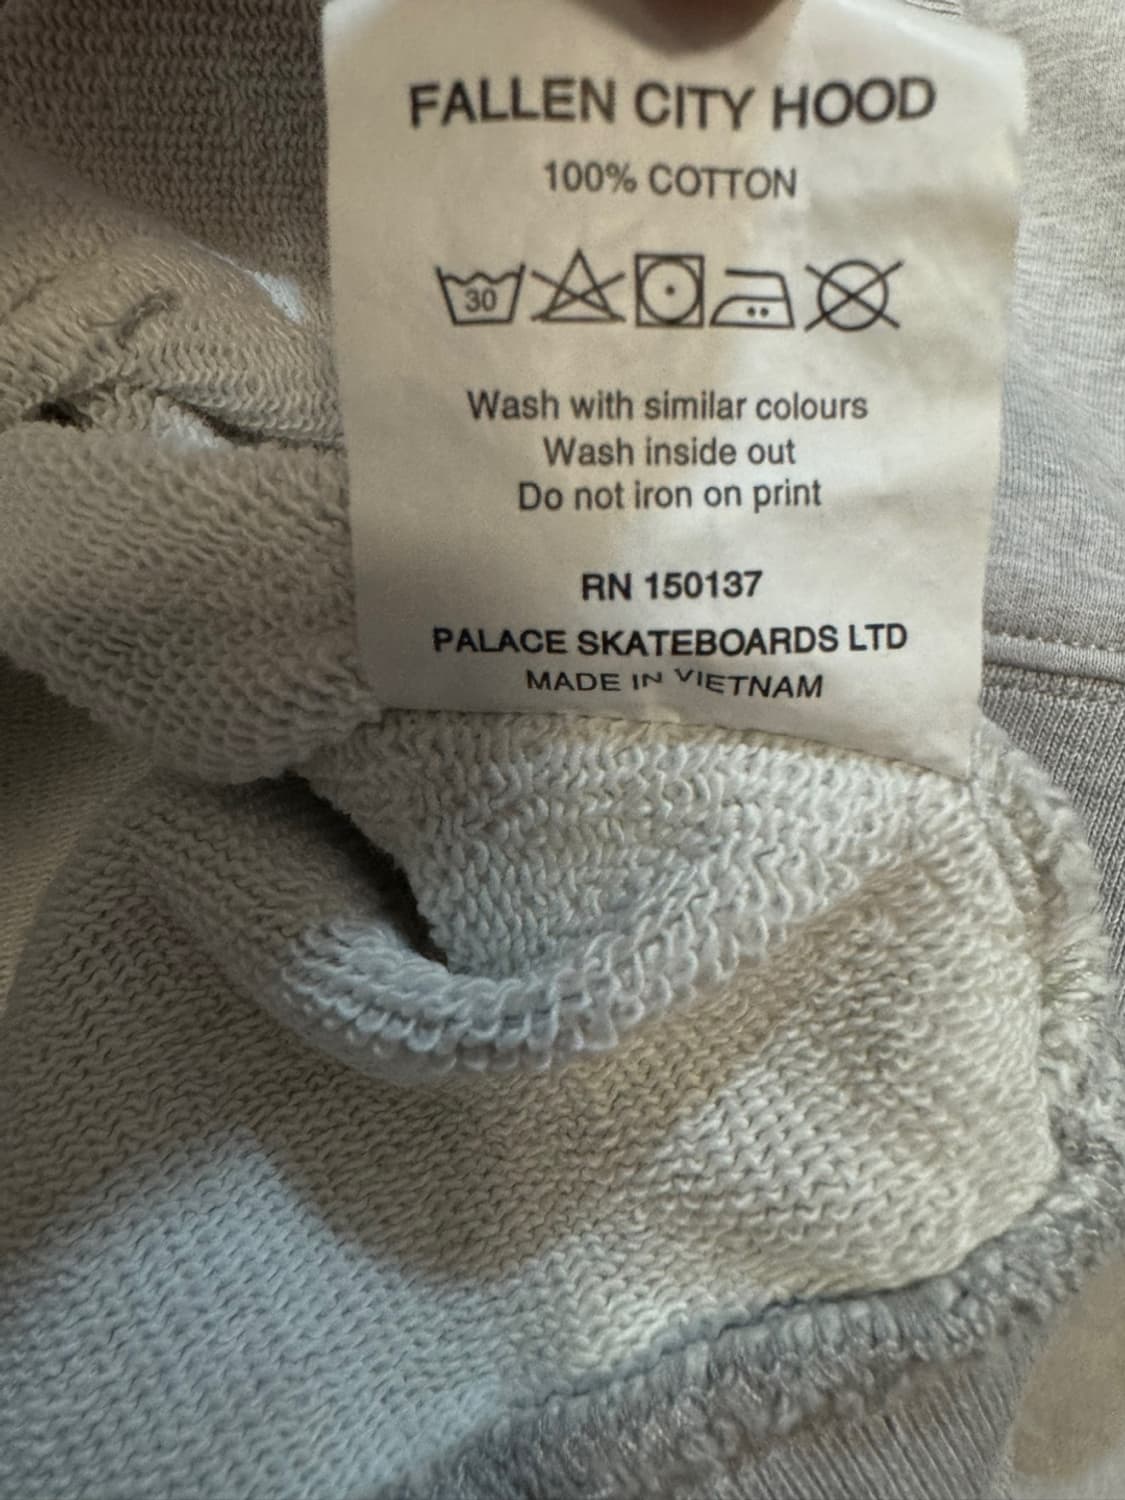 FALLEN CITY HOOD
100% COTTON
30
Wash with similar colours
Wash inside out
Do not iron on print
RN 150137
PALACE SKATEBOARDS LTD
MADE IN VIETNAM